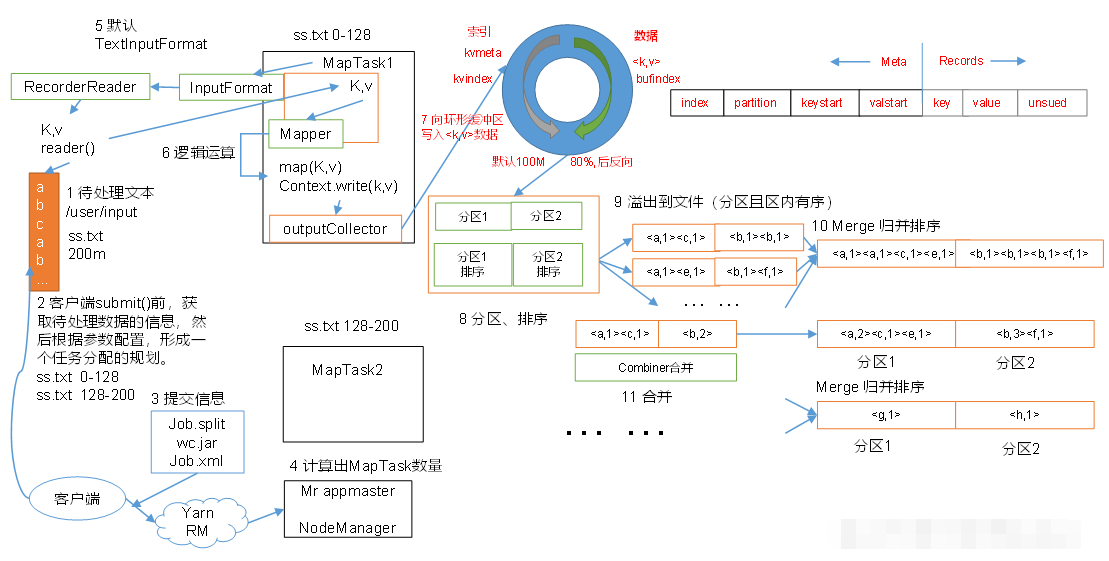 5 默认
TextInputFormat
ss.txt 0-128
MapTask1
RecorderReader
InputFormat
K,v
Mapper
K,v
reader()
6 逻辑运算
map(K,v)
Context.write(k,v)
outputCollector
a
b
c
a
b
...
1 待处理文本
/user/input
ss.txt
200m
2 客户端submit()前，获
取待处理数据的信息，然
后根据参数配置，形成一
个任务分配的规划。
ss.txt 0-128
ss.txt 128-200
3 提交信息
Job.split
wc.jar
Job.xml
客户端
Yarn
RM
4 计算出MapTask数量
Mr appmaster
NodeManager
ss.txt 128-200
MapTask2
索引
kvmeta
kvindex
数据
<k,v>
bufindex
7 向环形缓冲区
写入<k,v>数据
默认100M
80%,后反向
Meta
Records
index
partition
keystart
valstart
key
value
unsued
分区1
分区2
分区1
排序
分区2
排序
8 分区、排序
9 溢出到文件（分区且区内有序）
<a,1><c,1>
<b,1><b,1>
<a,1><e,1>
<b,1><f,1>
... ...
10 Merge 归并排序
<a,1><a,1><c,1><e,1>
<b,1><b,1><b,1><f,1>
<a,1><c,1>
<b,2>
Combiner合并
11 合并
<a,2><c,1><e,1>
<b,3><f,1>
分区1
分区2
Merge 归并排序
<g,1>
<h,1>
分区1
分区2
... ...